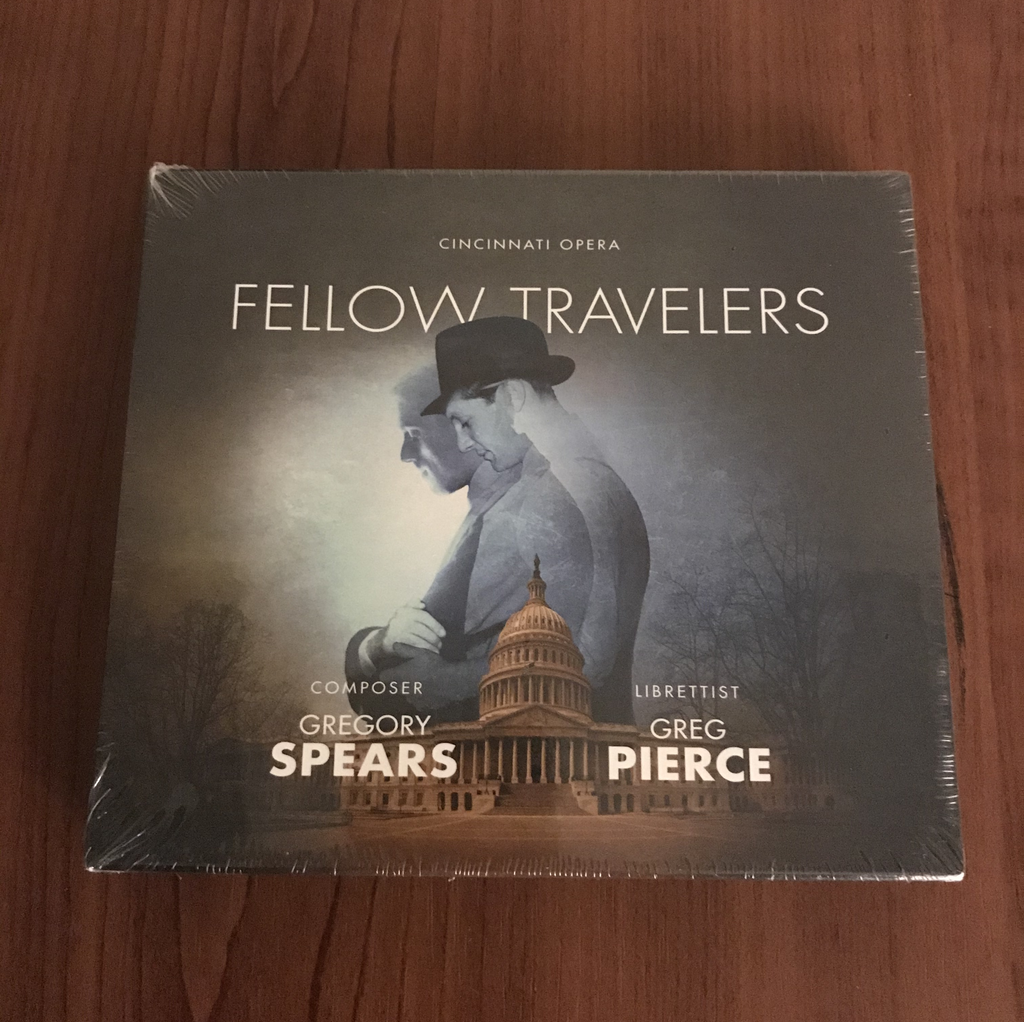 CINCINNATI OPERA
FELLOW TRAVELERS
COMPOSER
GREGORY
SPEARS
LIBRETTIST
GREG
PIERCE